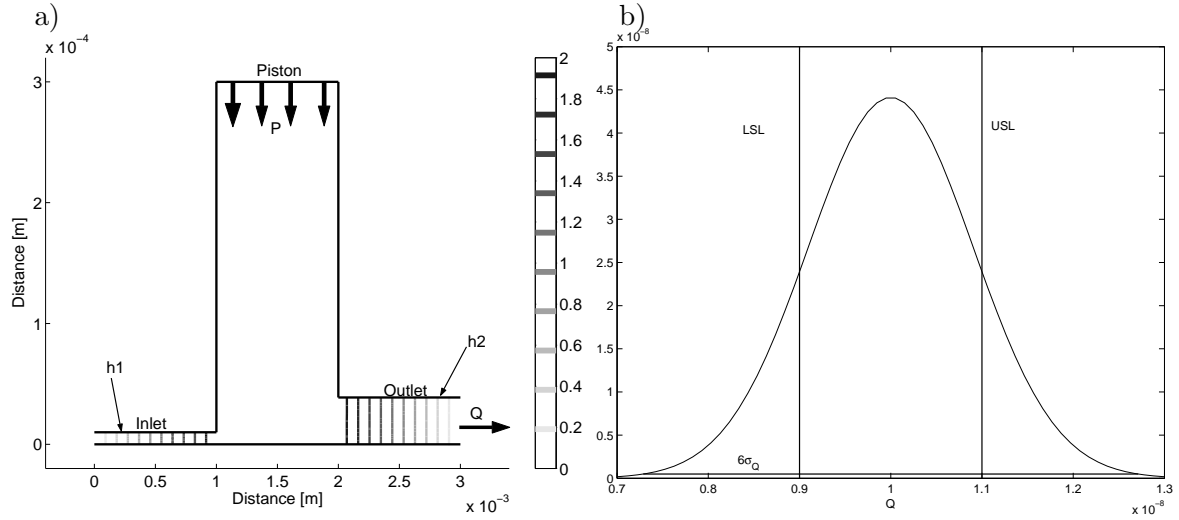 a)
x 10⁻⁴
Piston
P
3
2
1
0
Distance [m]
h1
Inlet
h2
Outlet
Q
0 0.5 1 1.5 2 2.5 3
Distance [m]
x 10⁻³
2
1.8
1.6
1.4
1.2
1
0.8
0.6
0.4
0.2
0
b)
x 10⁻⁸
5
4.5
4
3.5
3
2.5
2
1.5
1
0.5
0
LSL
USL
6σ_Q
0.7 0.8 0.9 1 1.1 1.2 1.3
Q
x 10⁻⁸